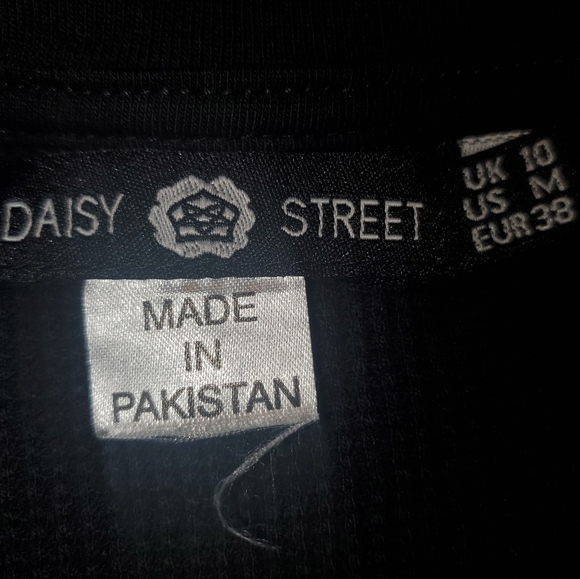 DAISY STREET
UK 10
US M
EUR 38
MADE
IN
PAKISTAN